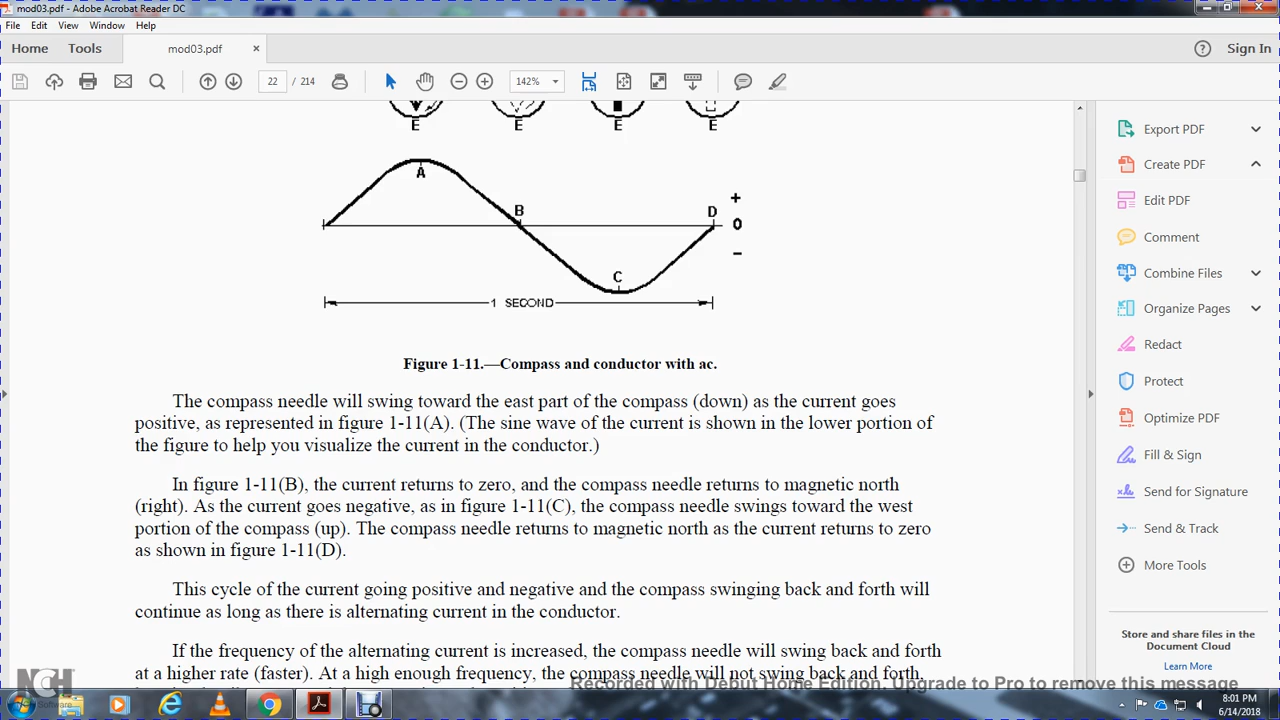 mod03.pdf - Adobe Acrobat Reader DC
File Edit View Window Help
Home Tools mod03.pdf × ? Sign In
22 / 214 142%
E E E E
A
B
C
D
+
0
–
1 SECOND
Figure 1-11.—Compass and conductor with ac.
The compass needle will swing toward the east part of the compass (down) as the current goes
positive, as represented in figure 1-11(A). (The sine wave of the current is shown in the lower portion of
the figure to help you visualize the current in the conductor.)
In figure 1-11(B), the current returns to zero, and the compass needle returns to magnetic north
(right). As the current goes negative, as in figure 1-11(C), the compass needle swings toward the west
portion of the compass (up). The compass needle returns to magnetic north as the current returns to zero
as shown in figure 1-11(D).
This cycle of the current going positive and negative and the compass swinging back and forth will
continue as long as there is alternating current in the conductor.
If the frequency of the alternating current is increased, the compass needle will swing back and forth
at a higher rate (faster). At a high enough frequency, the compass needle will not swing back and forth,
Export PDF
Create PDF
Edit PDF
Comment
Combine Files
Organize Pages
Redact
Protect
Optimize PDF
Fill & Sign
Send for Signature
Send & Track
More Tools
Store and share files in the
Document Cloud
Learn More
Recorded with Debut Home Edition. Upgrade to Pro to remove this message
NCH
Software
8:01 PM
6/14/2018